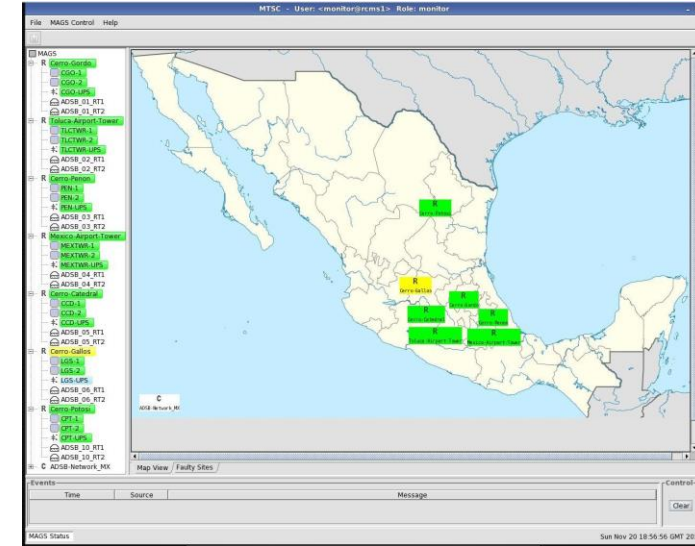 MTSC - User: <monitor@rcms1> Role: monitor
File MAGS Control Help
MAGS
R Cerro-Gordo
CGO-1
CGO-2
CGO-UPS
ADSB_01_RT1
ADSB_01_RT2
R Toluca-Airport-Tower
TLCTWR-1
TLCTWR-2
TLCTWR-UPS
ADSB_02_RT1
ADSB_02_RT2
R Cerro-Penon
PEN-1
PEN-2
PEN-UPS
ADSB_03_RT1
ADSB_03_RT2
R Mexico-Airport-Tower
MEXTWR-1
MEXTWR-2
MEXTWR-UPS
ADSB_04_RT1
ADSB_04_RT2
R Cerro-Catedral
CCD-1
CCD-2
CCD-UPS
ADSB_05_RT1
ADSB_05_RT2
R Cerro-Gallos
LGS-1
LGS-2
LGS-UPS
ADSB_06_RT1
ADSB_06_RT2
R Cerro-Potosi
CPT-1
CPT-2
CPT-UPS
ADSB_10_RT1
ADSB_10_RT2
C ADSB-Network_MX
R
Cerro-Potosi
R
Cerro-Gallos
R
Cerro-Gordo
R
Cerro-Catedral
R
Cerro-Penon
R
Toluca-Airport-Tower
R
Mexico-Airport-Tower
C
ADSB-Network_MX
Map View Faulty Sites
Events
Time Source Message
Control
Clear
MAGS Status
Sun Nov 20 18:56:56 GMT 20